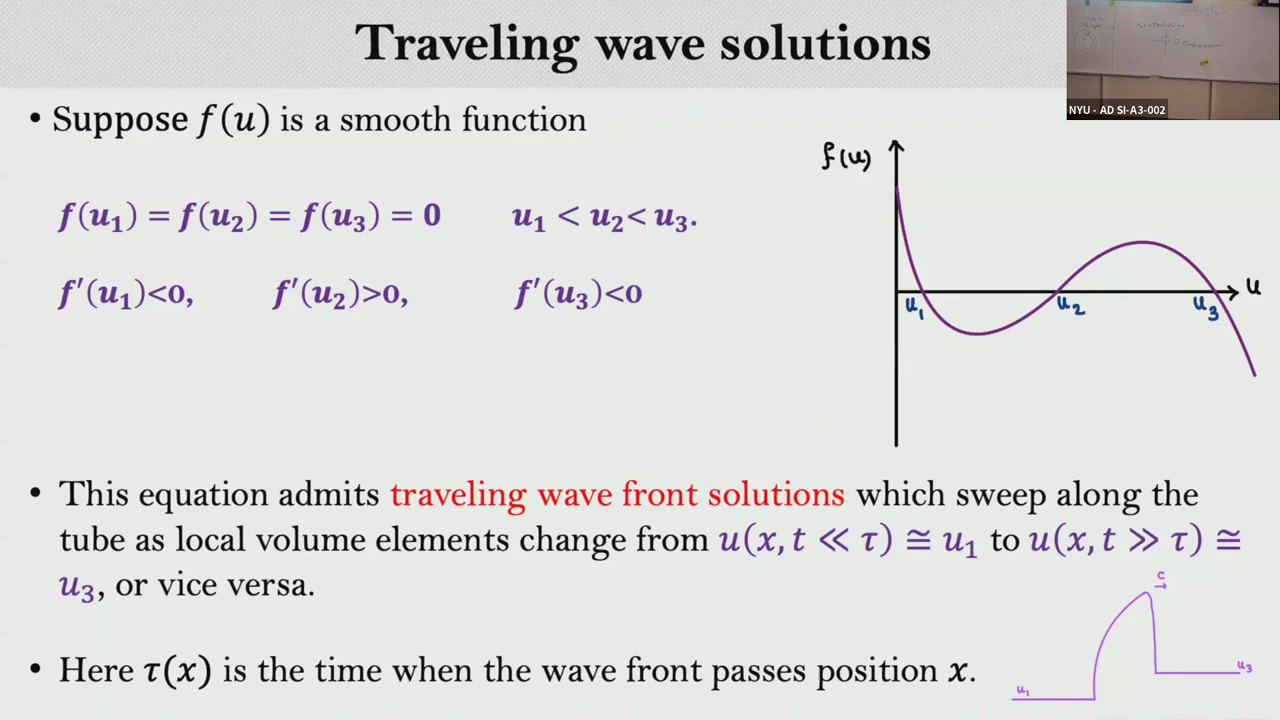 Traveling wave solutions
NYU - AD SI-A3-002
• Suppose f(u) is a smooth function
f(u₁) = f(u₂) = f(u₃) = 0 u₁ < u₂< u₃.
f′(u₁)<0, f′(u₂)>0, f′(u₃)<0
f(u)
u
u₁ u₂ u₃
• This equation admits traveling wave front solutions which sweep along the
tube as local volume elements change from u(x, t ≪ τ) ≅ u₁ to u(x, t ≫ τ) ≅
u₃, or vice versa.
• Here τ(x) is the time when the wave front passes position x.
c
u₁
u₃